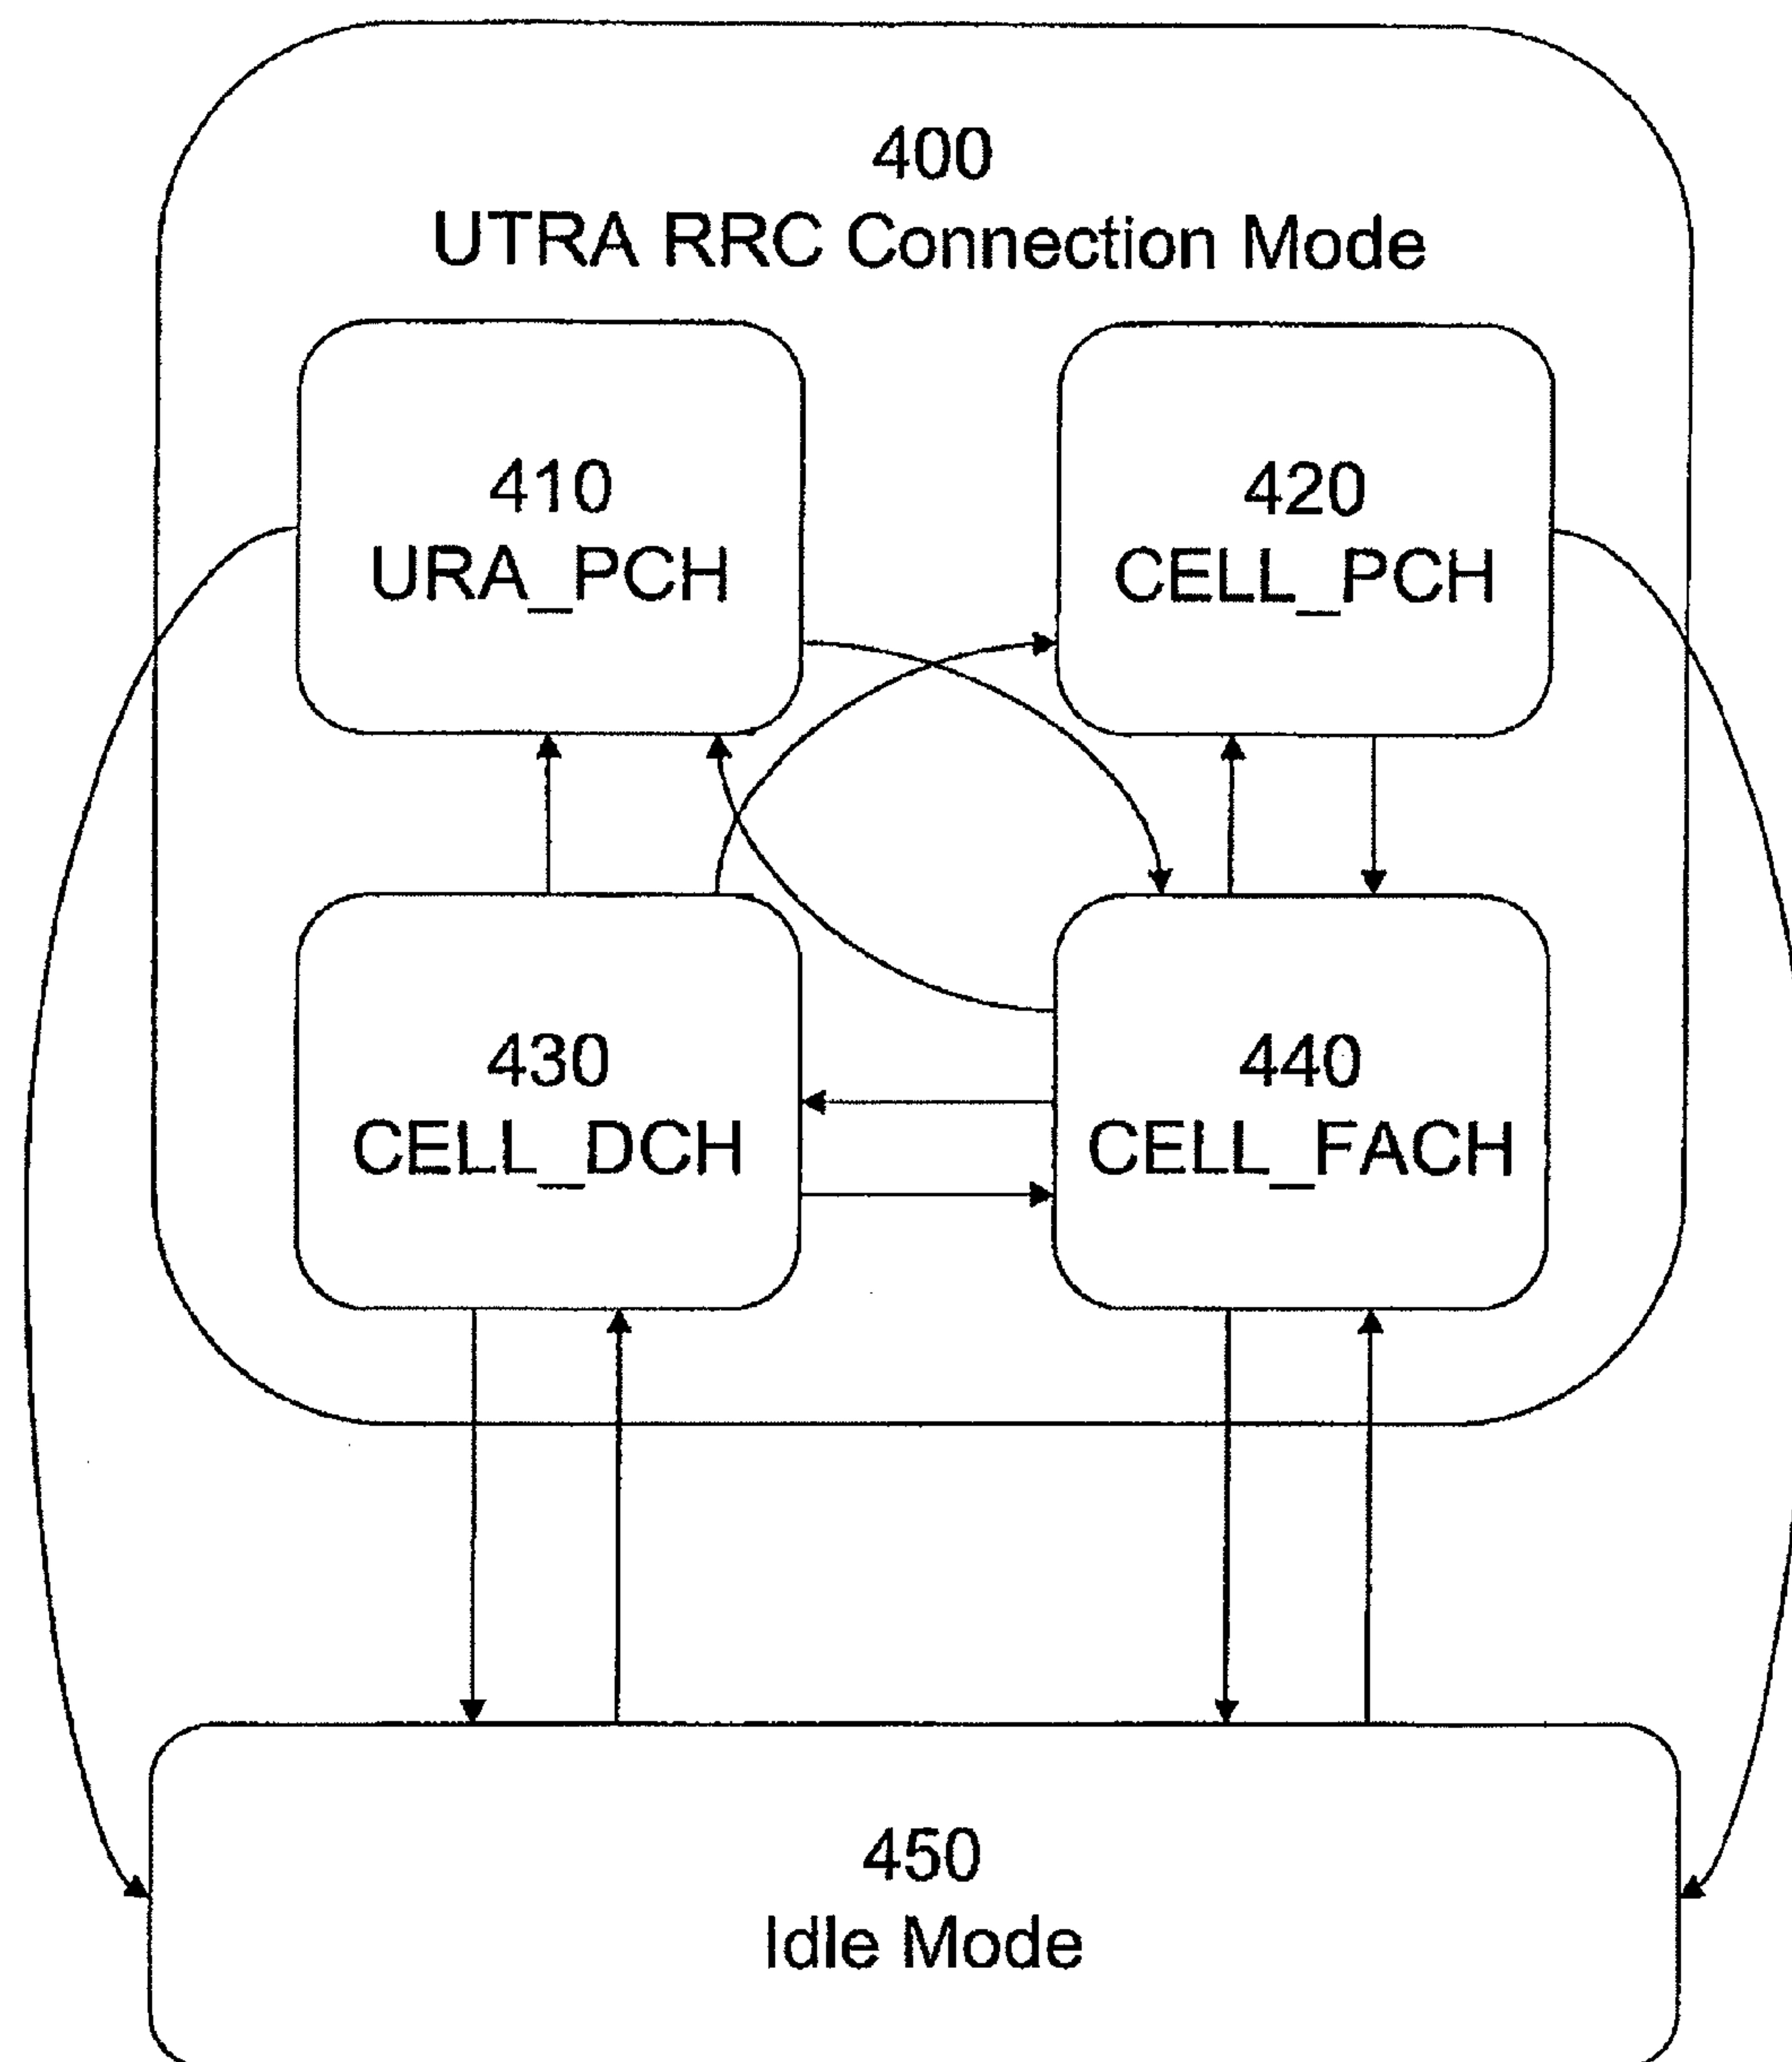 400
UTRA RRC Connection Mode
410
URA_PCH
420
CELL_PCH
430
CELL_DCH
440
CELL_FACH
450
Idle Mode